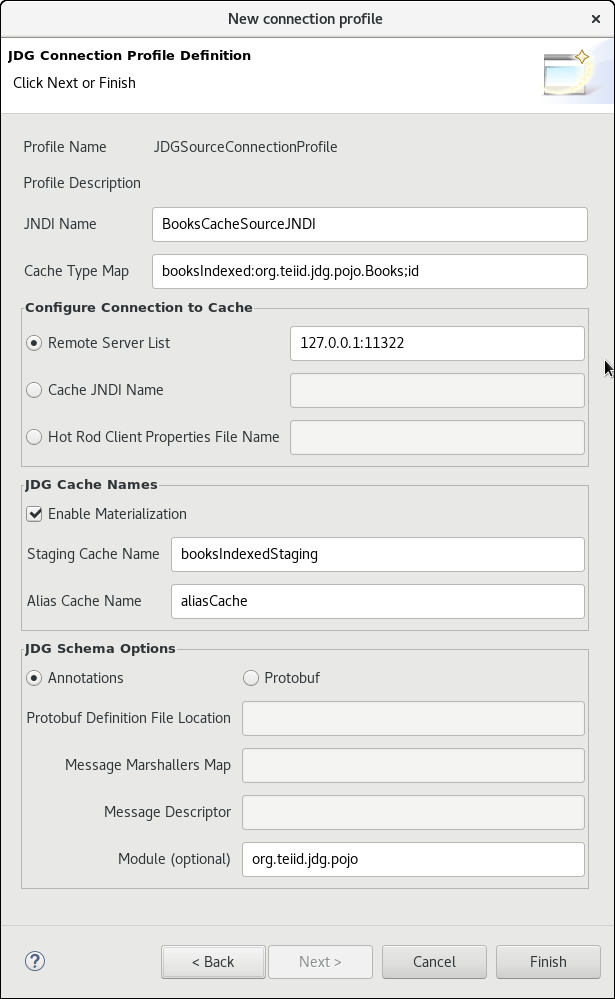 New connection profile ×
JDG Connection Profile Definition
Click Next or Finish
Profile Name JDGSourceConnectionProfile
Profile Description
JNDI Name BooksCacheSourceJNDI
Cache Type Map booksIndexed:org.teiid.jdg.pojo.Books;id
Configure Connection to Cache
Remote Server List 127.0.0.1:11322
Cache JNDI Name
Hot Rod Client Properties File Name
JDG Cache Names
Enable Materialization
Staging Cache Name booksIndexedStaging
Alias Cache Name aliasCache
JDG Schema Options
Annotations Protobuf
Protobuf Definition File Location
Message Marshallers Map
Message Descriptor
Module (optional) org.teiid.jdg.pojo
? < Back Next > Cancel Finish